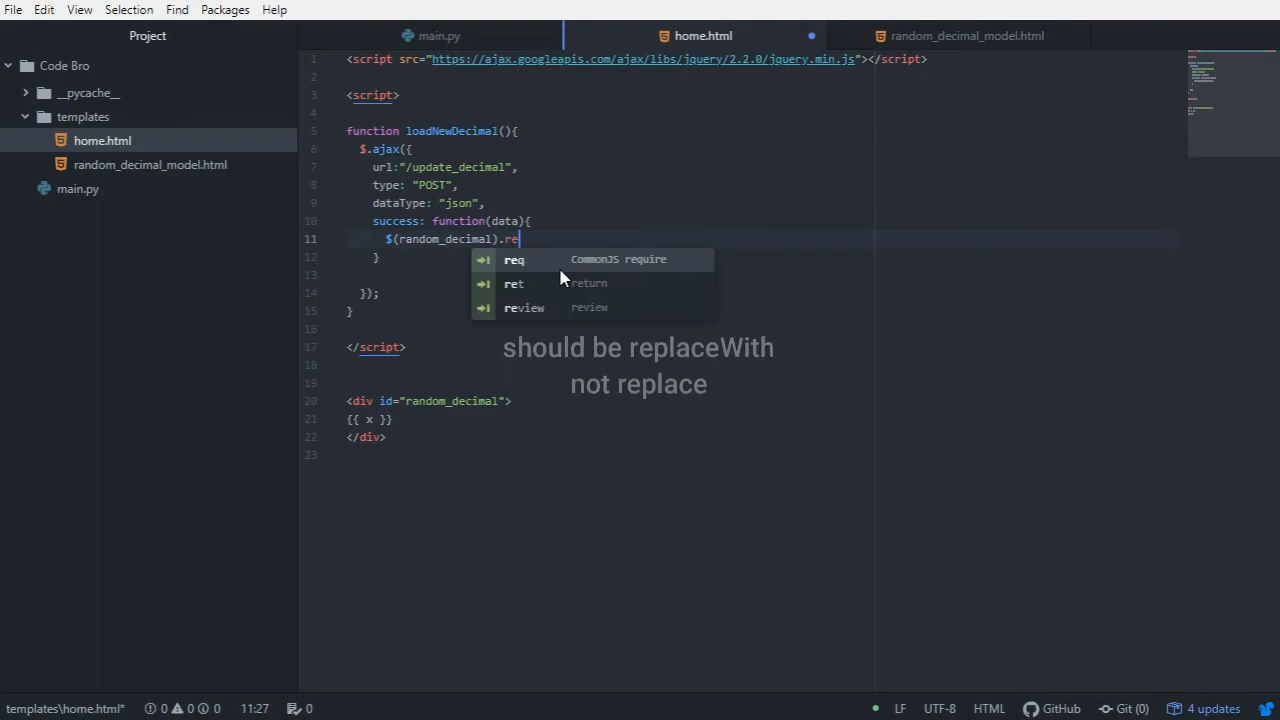 File Edit View Selection Find Packages Help
Project
main.py
home.html
random_decimal_model.html
Code Bro
__pycache__
templates
home.html
random_decimal_model.html
main.py
1 <script src="https://ajax.googleapis.com/ajax/libs/jquery/2.2.0/jquery.min.js"></script>
2
3 <script>
4
5 function loadNewDecimal(){
6 $.ajax({
7 url:"/update_decimal",
8 type: "POST",
9 dataType: "json",
10 success: function(data){
11 $(random_decimal).re
12 }
13
14 });
15 }
16
17 </script>
18
19
20 <div id="random_decimal">
21 {{ x }}
22 </div>
23
req CommonJS require
ret return
review review
should be replaceWith
not replace
templates\home.html* 0 0 0 11:27 0 LF UTF-8 HTML GitHub Git (0) 4 updates